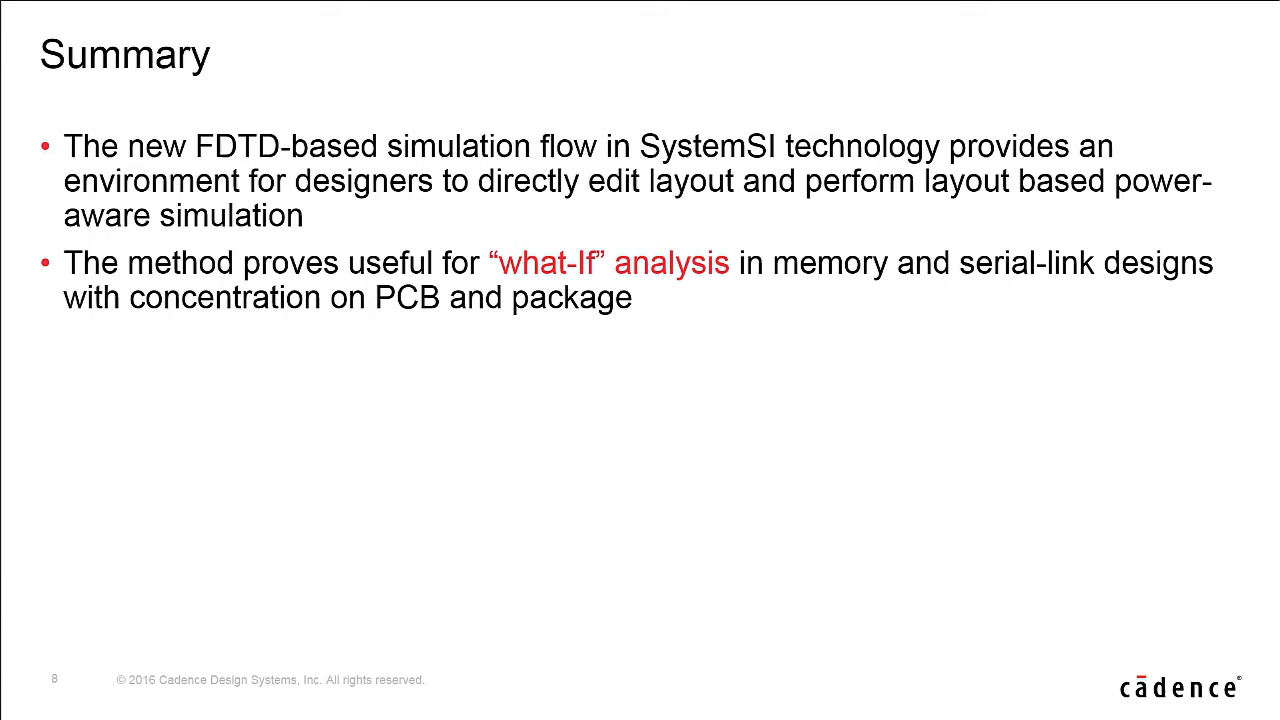 Summary
• The new FDTD-based simulation flow in SystemSI technology provides an
environment for designers to directly edit layout and perform layout based power-
aware simulation
• The method proves useful for “what-If” analysis in memory and serial-link designs
with concentration on PCB and package
8 © 2016 Cadence Design Systems, Inc. All rights reserved.
cādence®